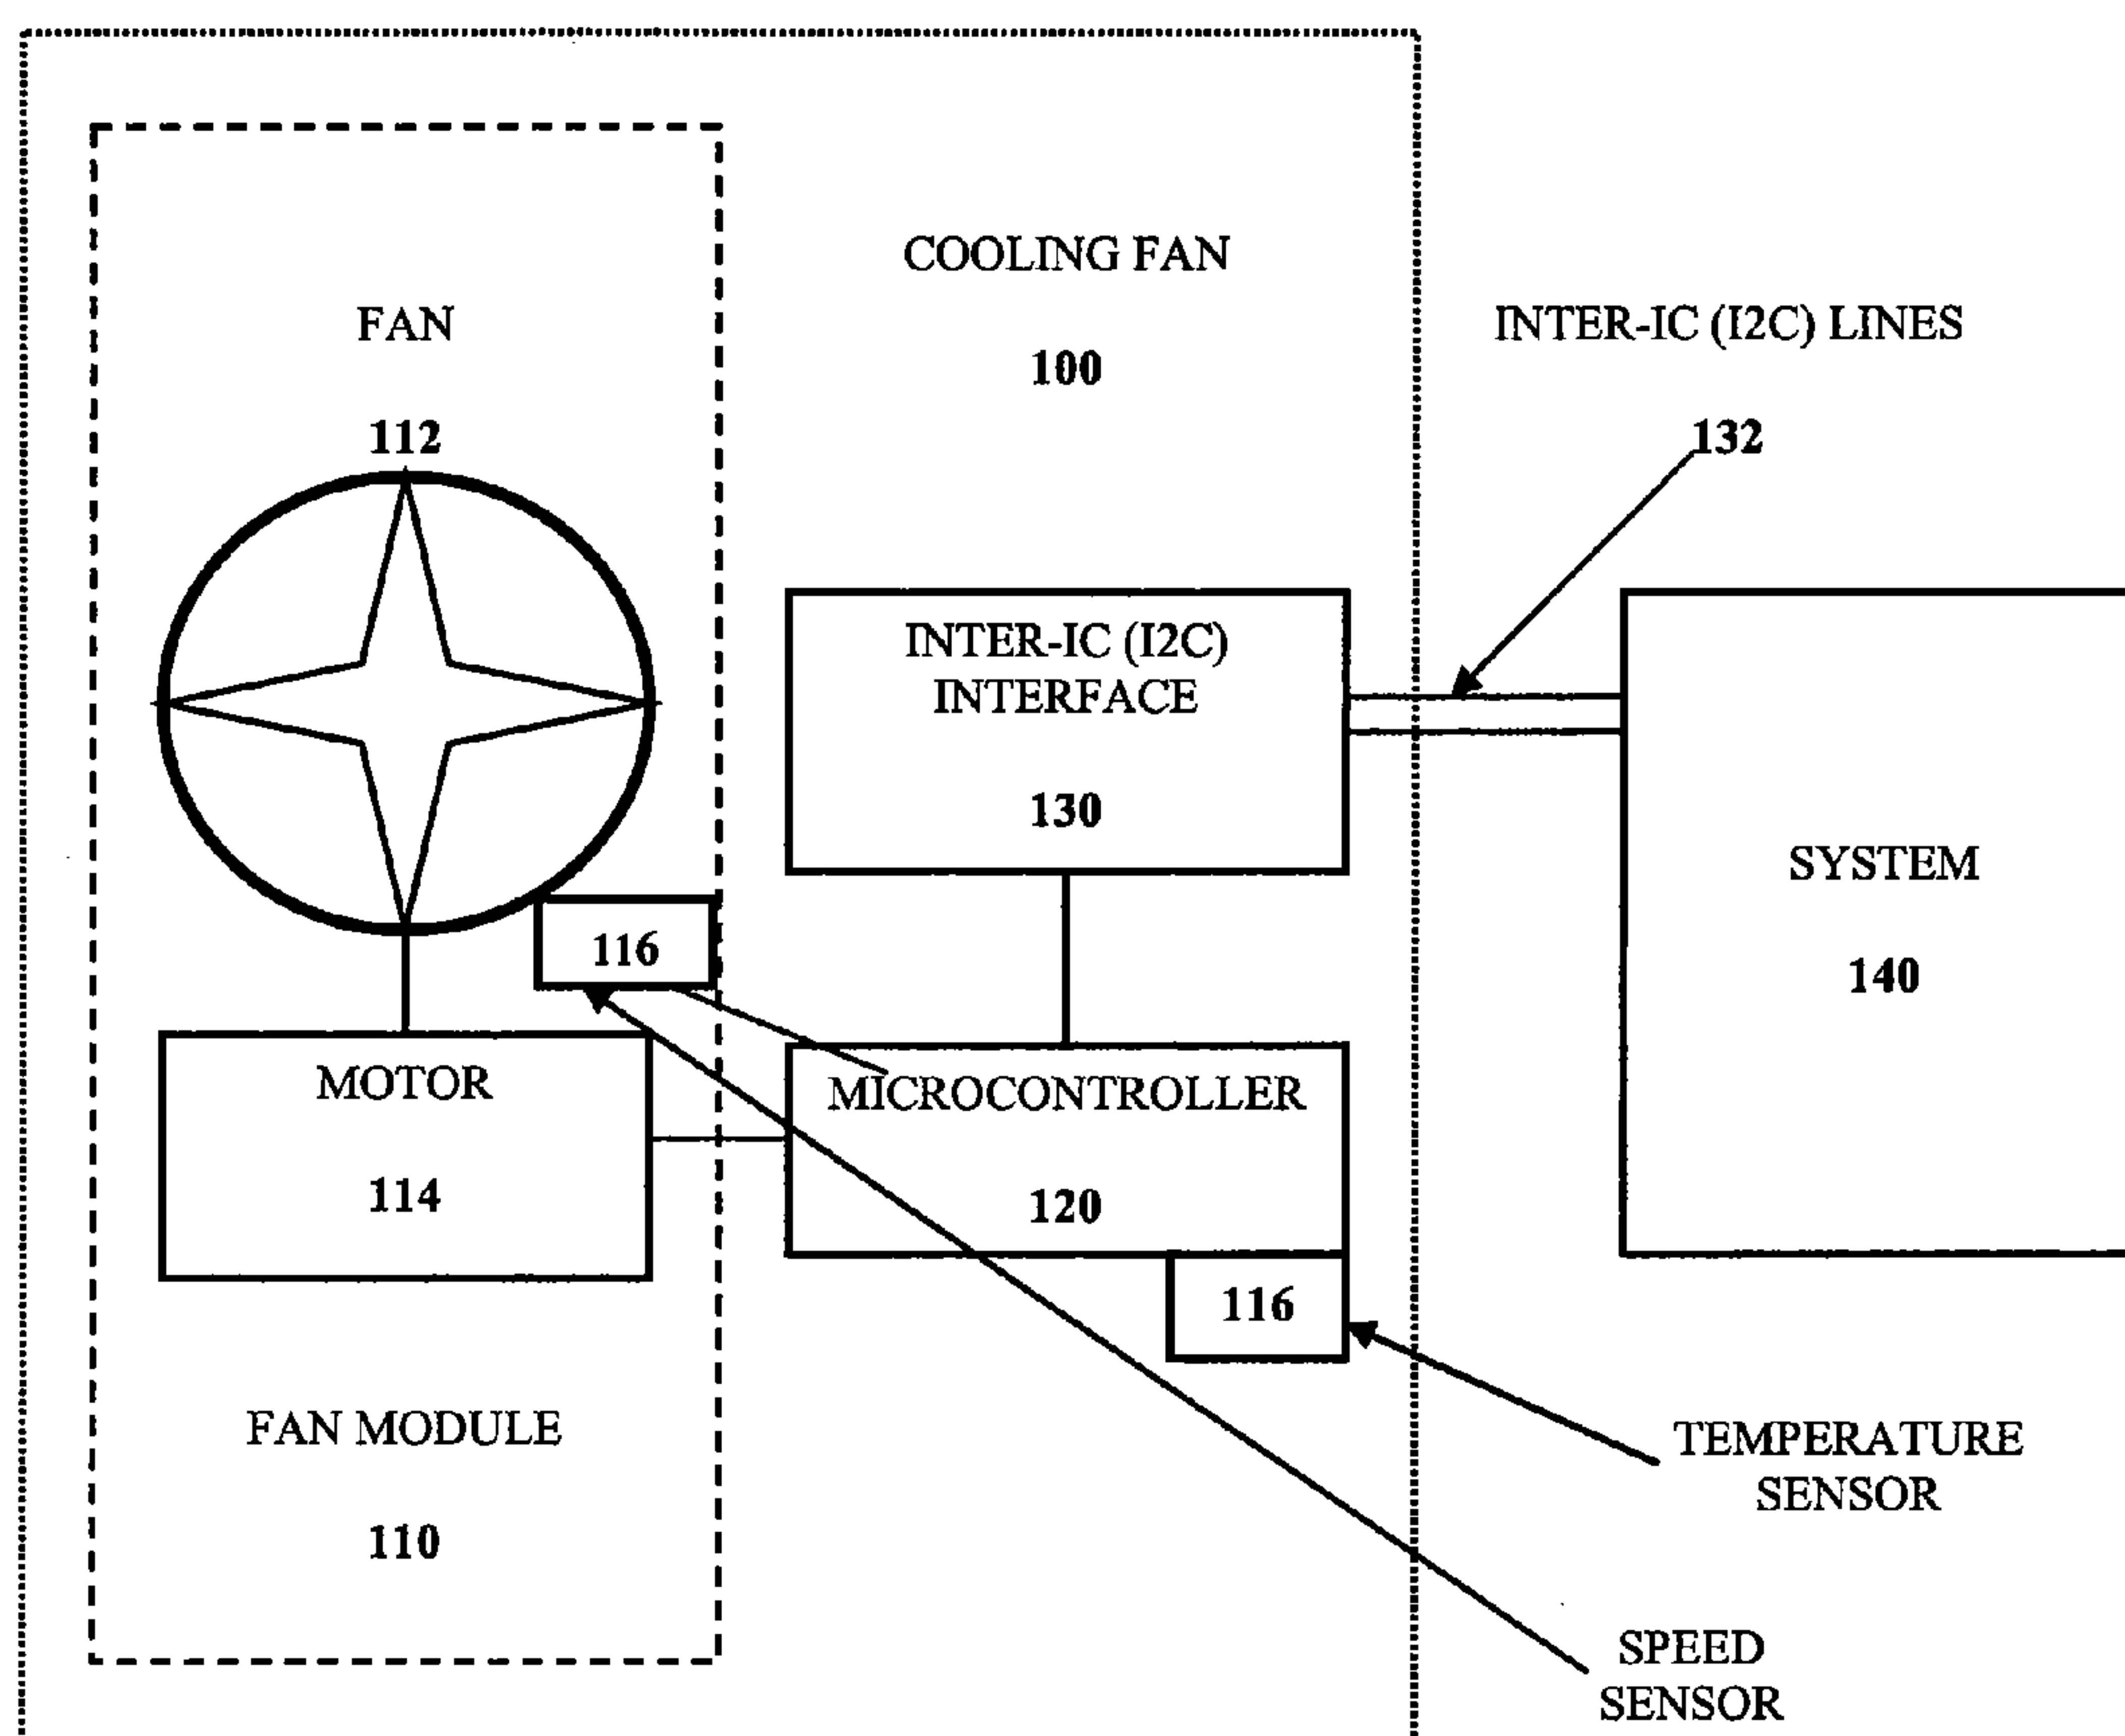 COOLING FAN
100
FAN
112
INTER-IC (I2C) LINES
132
INTER-IC (I2C)
INTERFACE
130
SYSTEM
140
116
MOTOR
114
MICROCONTROLLER
120
116
FAN MODULE
110
TEMPERATURE
SENSOR
SPEED
SENSOR